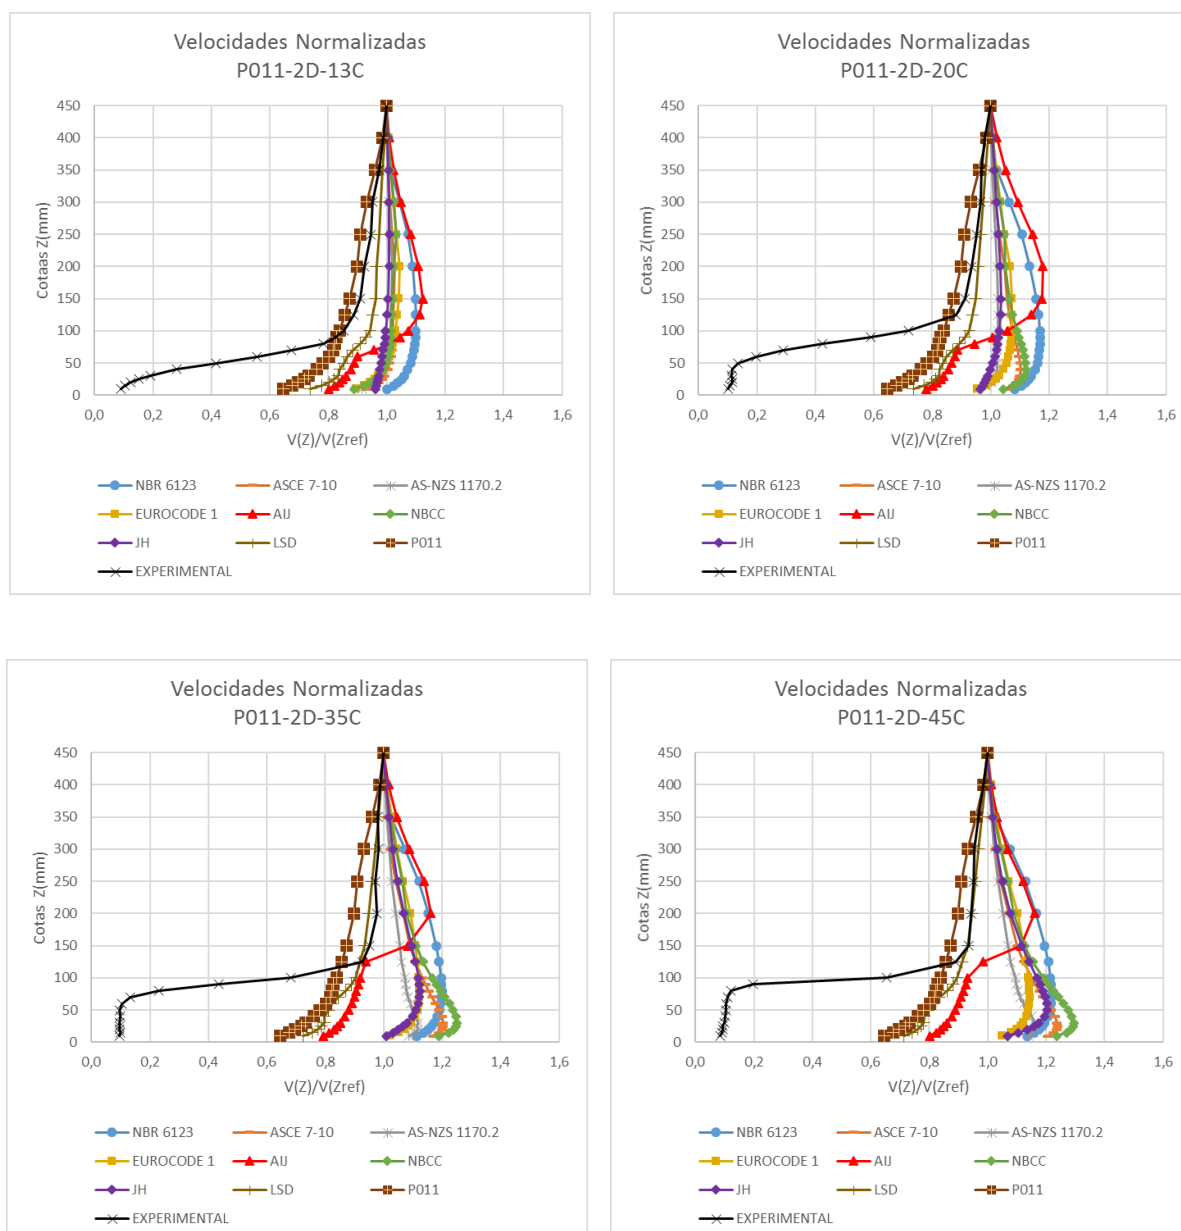 Velocidades Normalizadas
P011-2D-13C
450
400
350
300
250
200
150
100
50
0
Cotaas Z(mm)
0,0 0,2 0,4 0,6 0,8 1,0 1,2 1,4 1,6
V(Z)/V(Zref)
NBR 6123 ASCE 7-10 AS-NZS 1170.2
EUROCODE 1 AIJ NBCC
JH LSD P011
EXPERIMENTAL
Velocidades Normalizadas
P011-2D-20C
450
400
350
300
250
200
150
100
50
0
Cotas Z(mm)
0,0 0,2 0,4 0,6 0,8 1,0 1,2 1,4 1,6
V(Z)/V(Zref)
NBR 6123 ASCE 7-10 AS-NZS 1170.2
EUROCODE 1 AIJ NBCC
JH LSD P011
EXPERIMENTAL
Velocidades Normalizadas
P011-2D-35C
450
400
350
300
250
200
150
100
50
0
Cotas Z(mm)
0,0 0,2 0,4 0,6 0,8 1,0 1,2 1,4 1,6
V(Z)/V(Zref)
NBR 6123 ASCE 7-10 AS-NZS 1170.2
EUROCODE 1 AIJ NBCC
JH LSD P011
EXPERIMENTAL
Velocidades Normalizadas
P011-2D-45C
450
400
350
300
250
200
150
100
50
0
Cotas Z(mm)
0,0 0,2 0,4 0,6 0,8 1,0 1,2 1,4 1,6
V(Z)/V(Zref)
NBR 6123 ASCE 7-10 AS-NZS 1170.2
EUROCODE 1 AIJ NBCC
JH LSD P011
EXPERIMENTAL